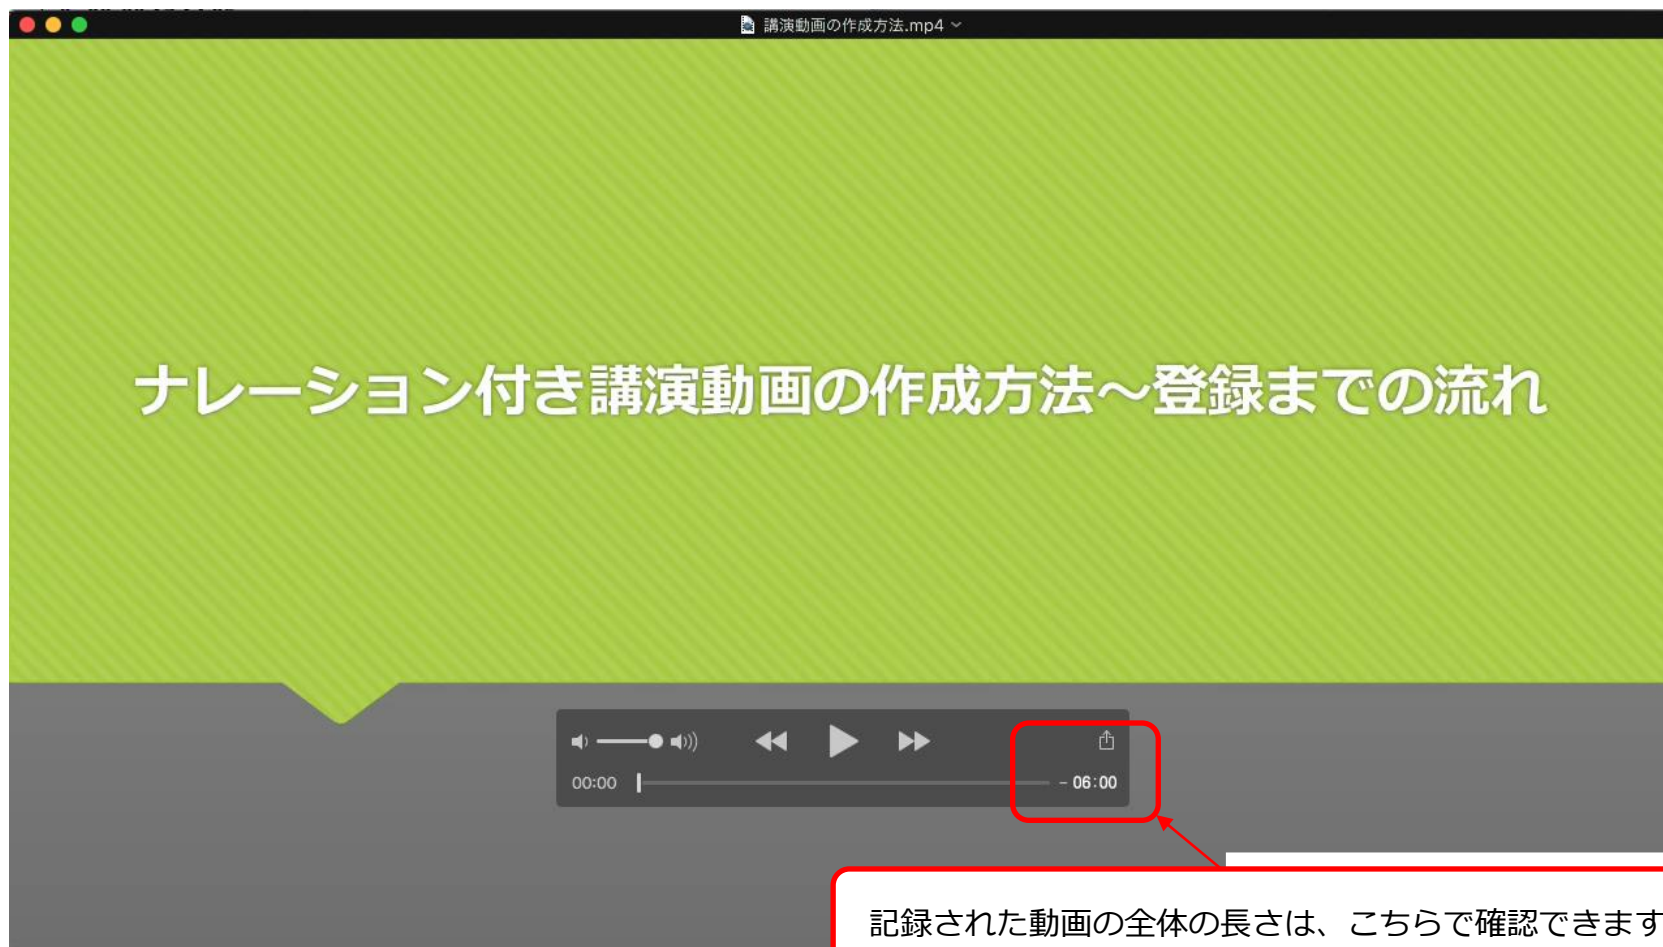 講演動画の作成方法.mp4
ナレーション付き講演動画の作成方法～登録までの流れ
00:00
- 06:00
記録された動画の全体の長さは、こちらで確認できます